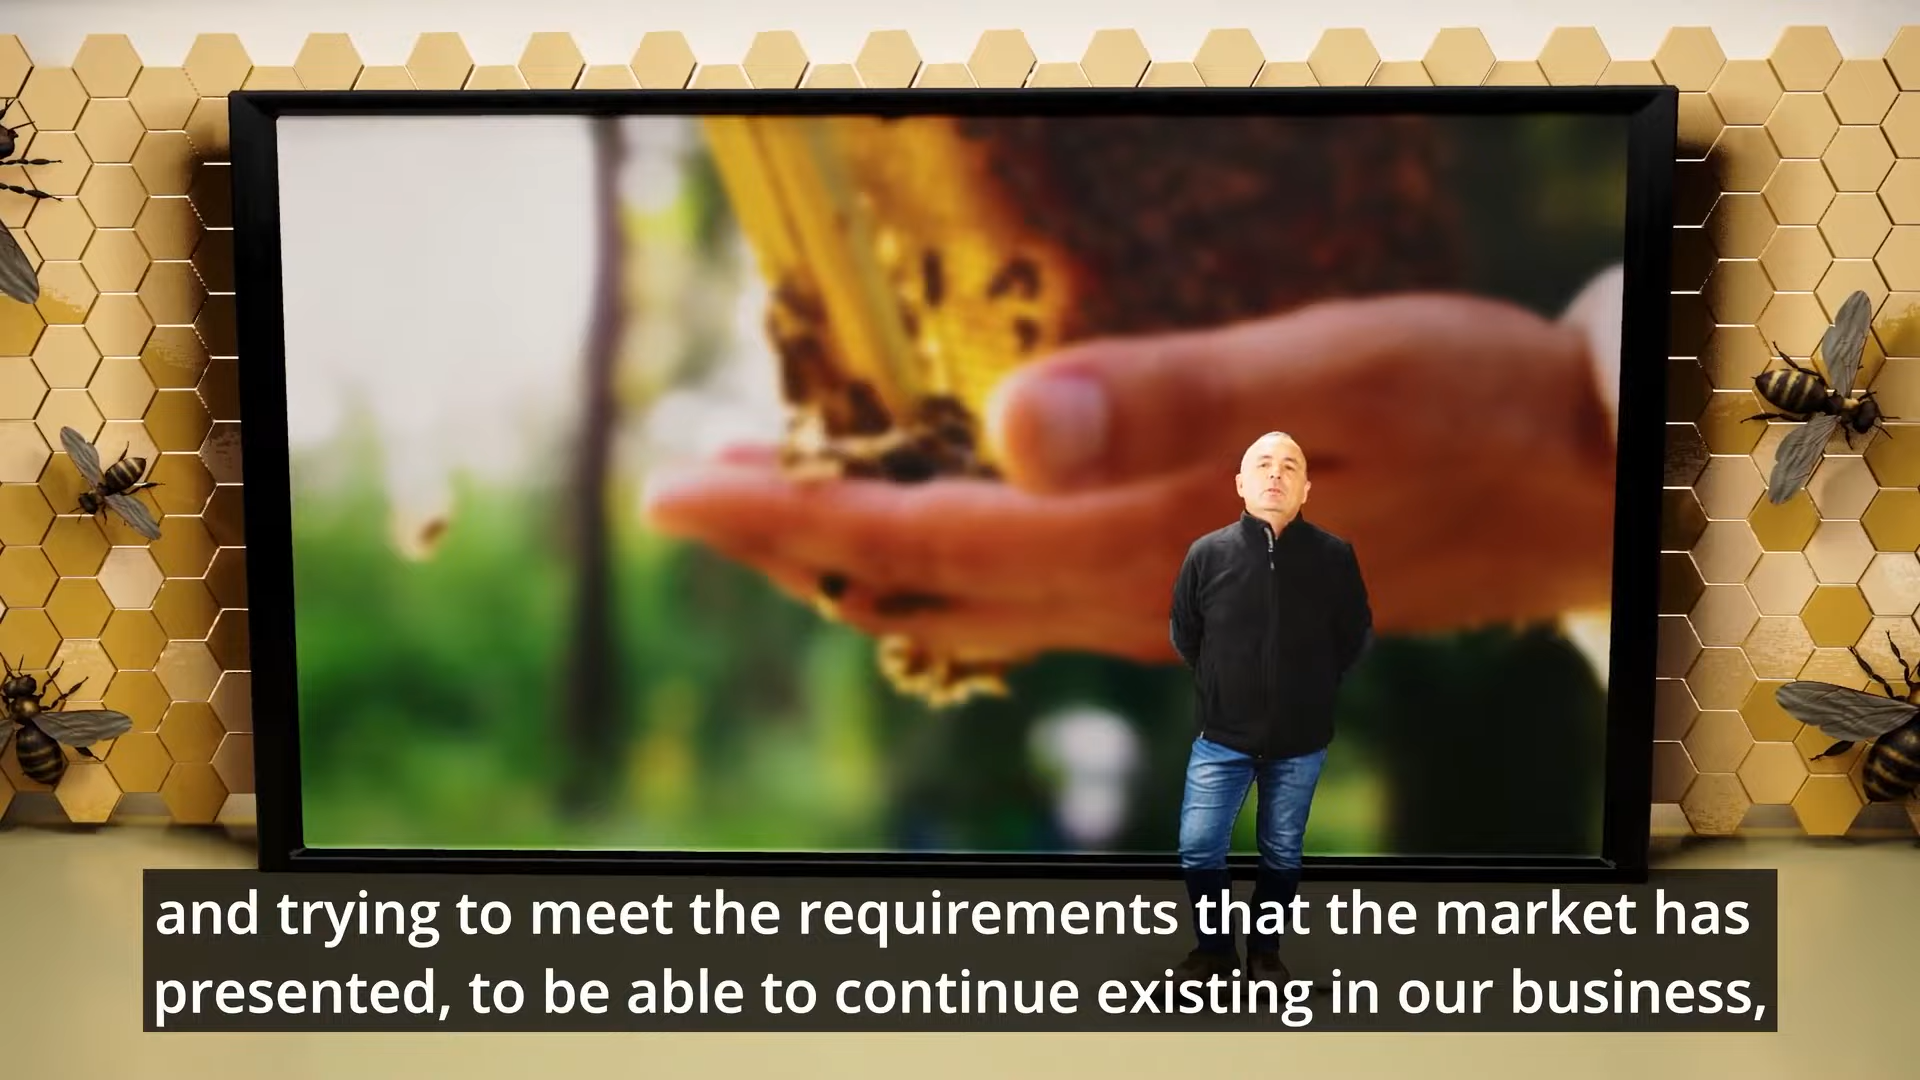 and trying to meet the requirements that the market has
presented, to be able to continue existing in our business,